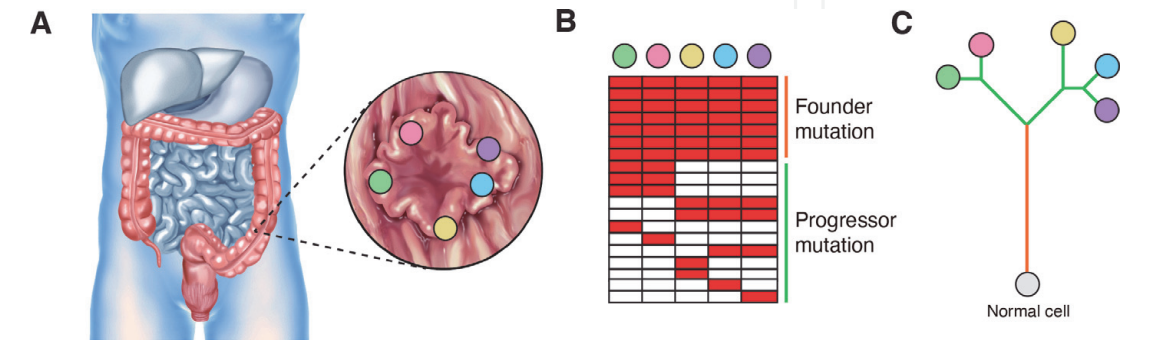 A
B
C
Founder
mutation
Progressor
mutation
Normal cell